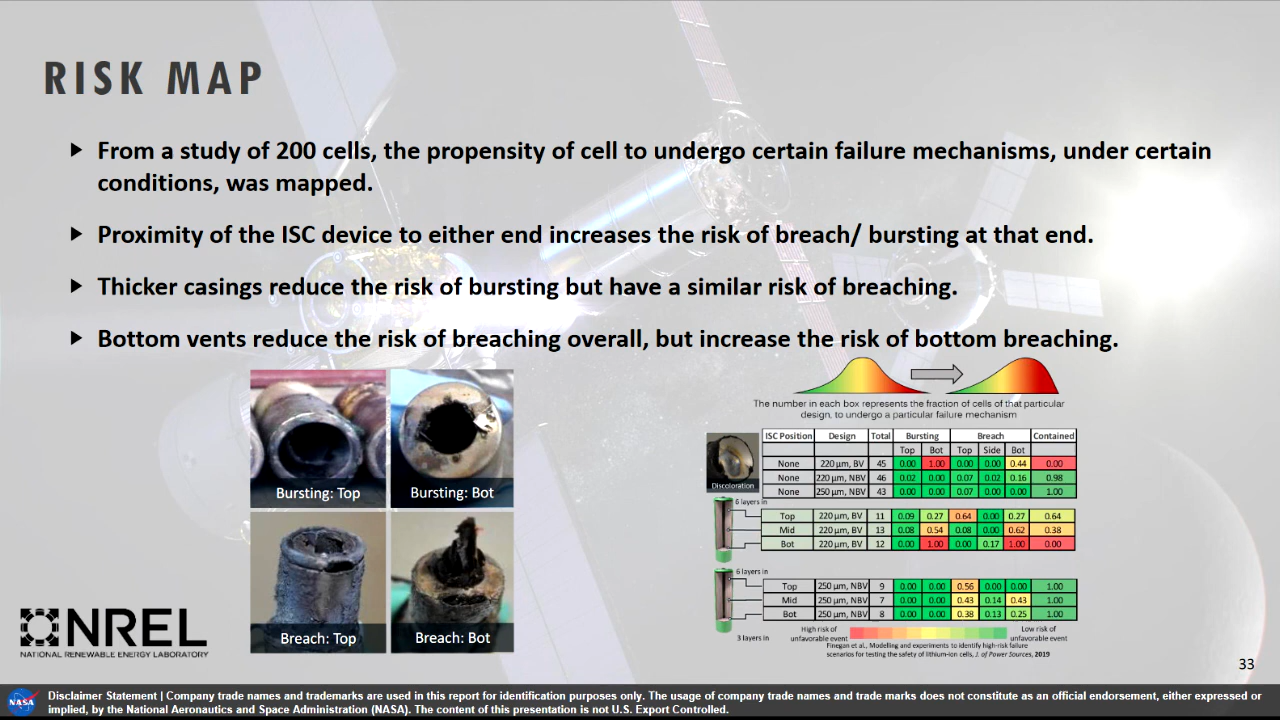 RISK MAP
From a study of 200 cells, the propensity of cell to undergo certain failure mechanisms, under certain
conditions, was mapped.
Proximity of the ISC device to either end increases the risk of breach/ bursting at that end.
Thicker casings reduce the risk of bursting but have a similar risk of breaching.
Bottom vents reduce the risk of breaching overall, but increase the risk of bottom breaching.
Bursting: Top
Bursting: Bot
Breach: Top
Breach: Bot
The number in each box represents the fraction of cells of that particular
design, to undergo a particular failure mechanism
ISC Position Design Total Bursting Breach Contained
Top Bot Top Side Bot
None 220 µm, BV 45 0.00 1.00 0.00 0.00 0.44 0.00
None 220 µm, NBV 46 0.02 0.00 0.07 0.02 0.16 0.98
None 250 µm, NBV 43 0.00 0.00 0.07 0.00 0.00 1.00
Discoloration
6 layers in
Top 220 µm, BV 11 0.09 0.27 0.64 0.00 0.27 0.64
Mid 220 µm, BV 13 0.08 0.54 0.08 0.00 0.62 0.38
Bot 220 µm, BV 12 0.00 1.00 0.00 0.17 1.00 0.00
6 layers in
Top 250 µm, NBV 9 0.00 0.00 0.56 0.00 0.00 1.00
Mid 250 µm, NBV 7 0.00 0.00 0.43 0.14 0.43 1.00
Bot 250 µm, NBV 8 0.00 0.00 0.38 0.13 0.25 1.00
3 layers in
High risk of
unfavorable event
Low risk of
unfavorable event
Finegan et al., Modelling and experiments to identify high-risk failure
scenarios for testing the safety of lithium-ion cells, J. of Power Sources, 2019
NREL
NATIONAL RENEWABLE ENERGY LABORATORY
33
NASA
Disclaimer Statement | Company trade names and trademarks are used in this report for identification purposes only. The usage of company trade names and trade marks does not constitute as an official endorsement, either expressed or
implied, by the National Aeronautics and Space Administration (NASA). The content of this presentation is not U.S. Export Controlled.